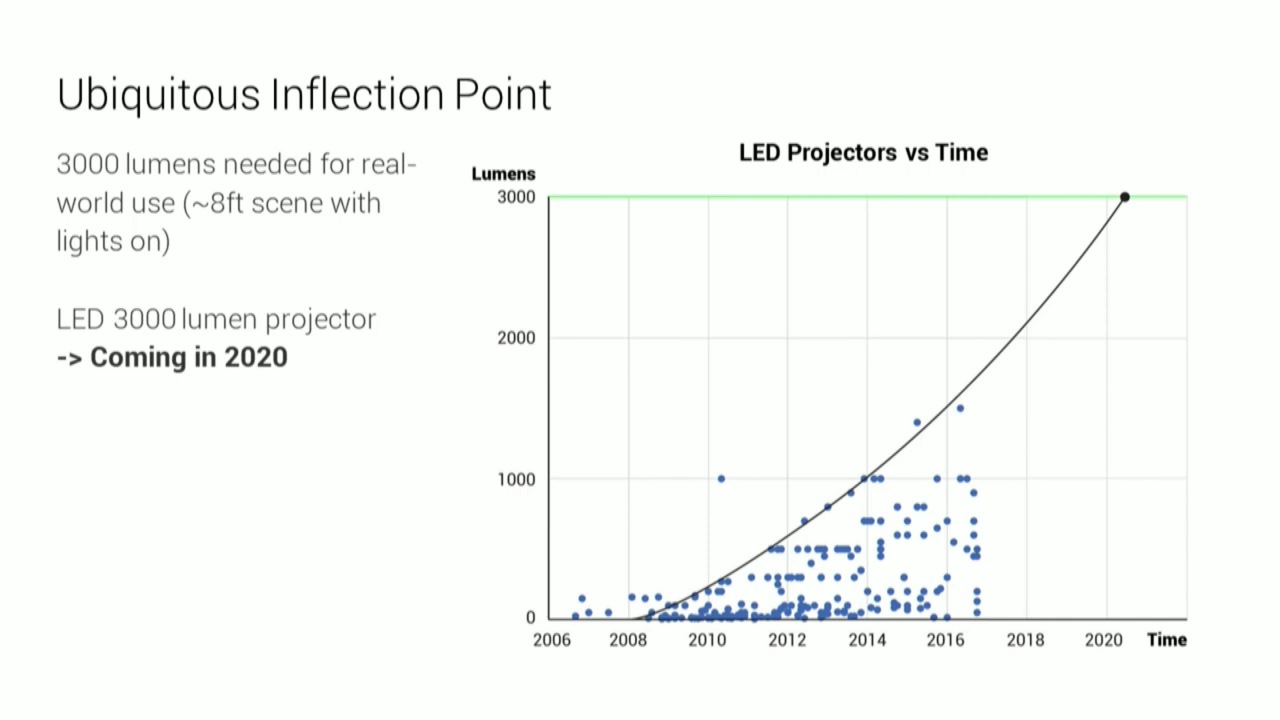 Ubiquitous Inflection Point
3000 lumens needed for real-
world use (~8ft scene with
lights on)
LED 3000 lumen projector
-> Coming in 2020
LED Projectors vs Time
Lumens
3000
2000
1000
0
2006 2008 2010 2012 2014 2016 2018 2020 Time